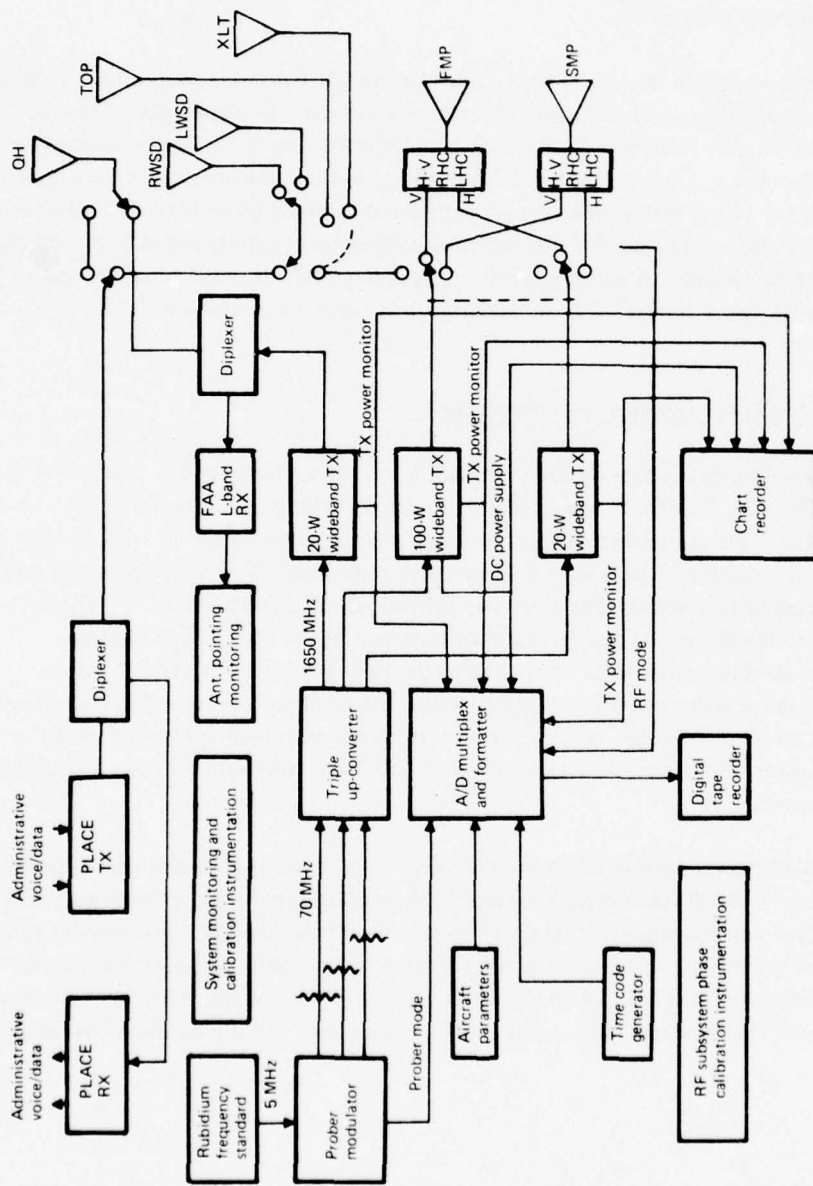 Administrative
voice/data
PLACE
RX
Administrative
voice/data
PLACE
TX
Diplexer
QH
TOP
XLT
RWSD
LWSD
Rubidium
frequency
standard
5 MHz
Prober
modulator
System monitoring and
calibration instrumentation
Ant. pointing
monitoring
FAA
L-band
RX
Diplexer
70 MHz
Triple
up-converter
1650 MHz
20-W
wideband TX
TX power monitor
100-W
wideband TX
TX power monitor
DC power supply
20-W
wideband TX
V
H-V
RHC
LHC
H
FMP
V
H-V
RHC
LHC
H
SMP
Prober mode
A/D multiplex
and formatter
TX power monitor
RF mode
Aircraft
parameters
Time code
generator
Digital
tape
recorder
Chart
recorder
RF subsystem phase
calibration instrumentation